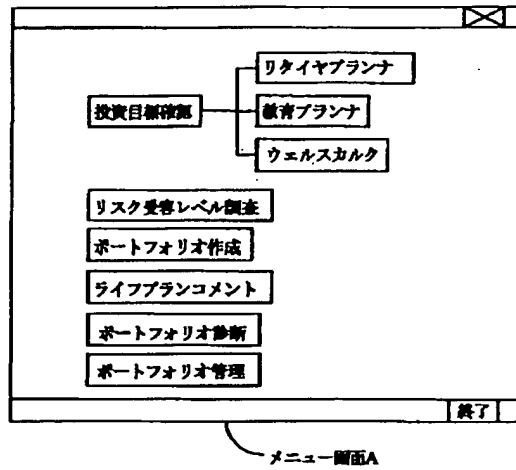 リタイヤプランナ
投資目標確認
教育プランナ
ウェルスカルク
リスク受容レベル調査
ポートフォリオ作成
ライフプランコメント
ポートフォリオ診断
ポートフォリオ管理
終了
メニュー画面A